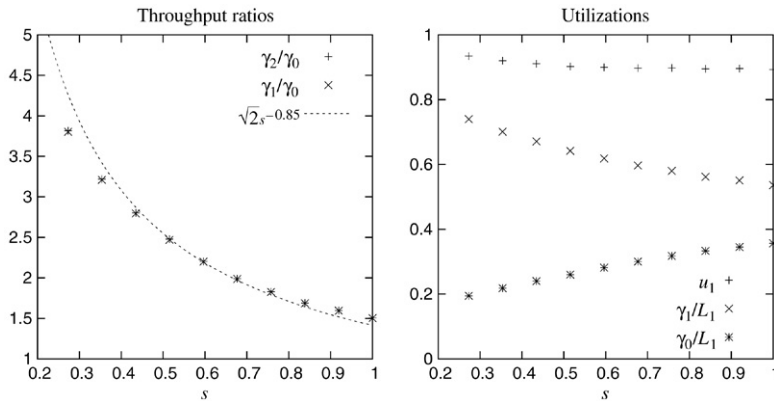 Throughput ratios
5
4.5
4
3.5
3
2.5
2
1.5
1
γ₂/γ₀
γ₁/γ₀
√2 s⁻⁰·⁸⁵
0.2 0.3 0.4 0.5 0.6 0.7 0.8 0.9 1
s
Utilizations
1
0.8
0.6
0.4
0.2
0
u₁
γ₁/L₁
γ₀/L₁
0.2 0.3 0.4 0.5 0.6 0.7 0.8 0.9 1
s